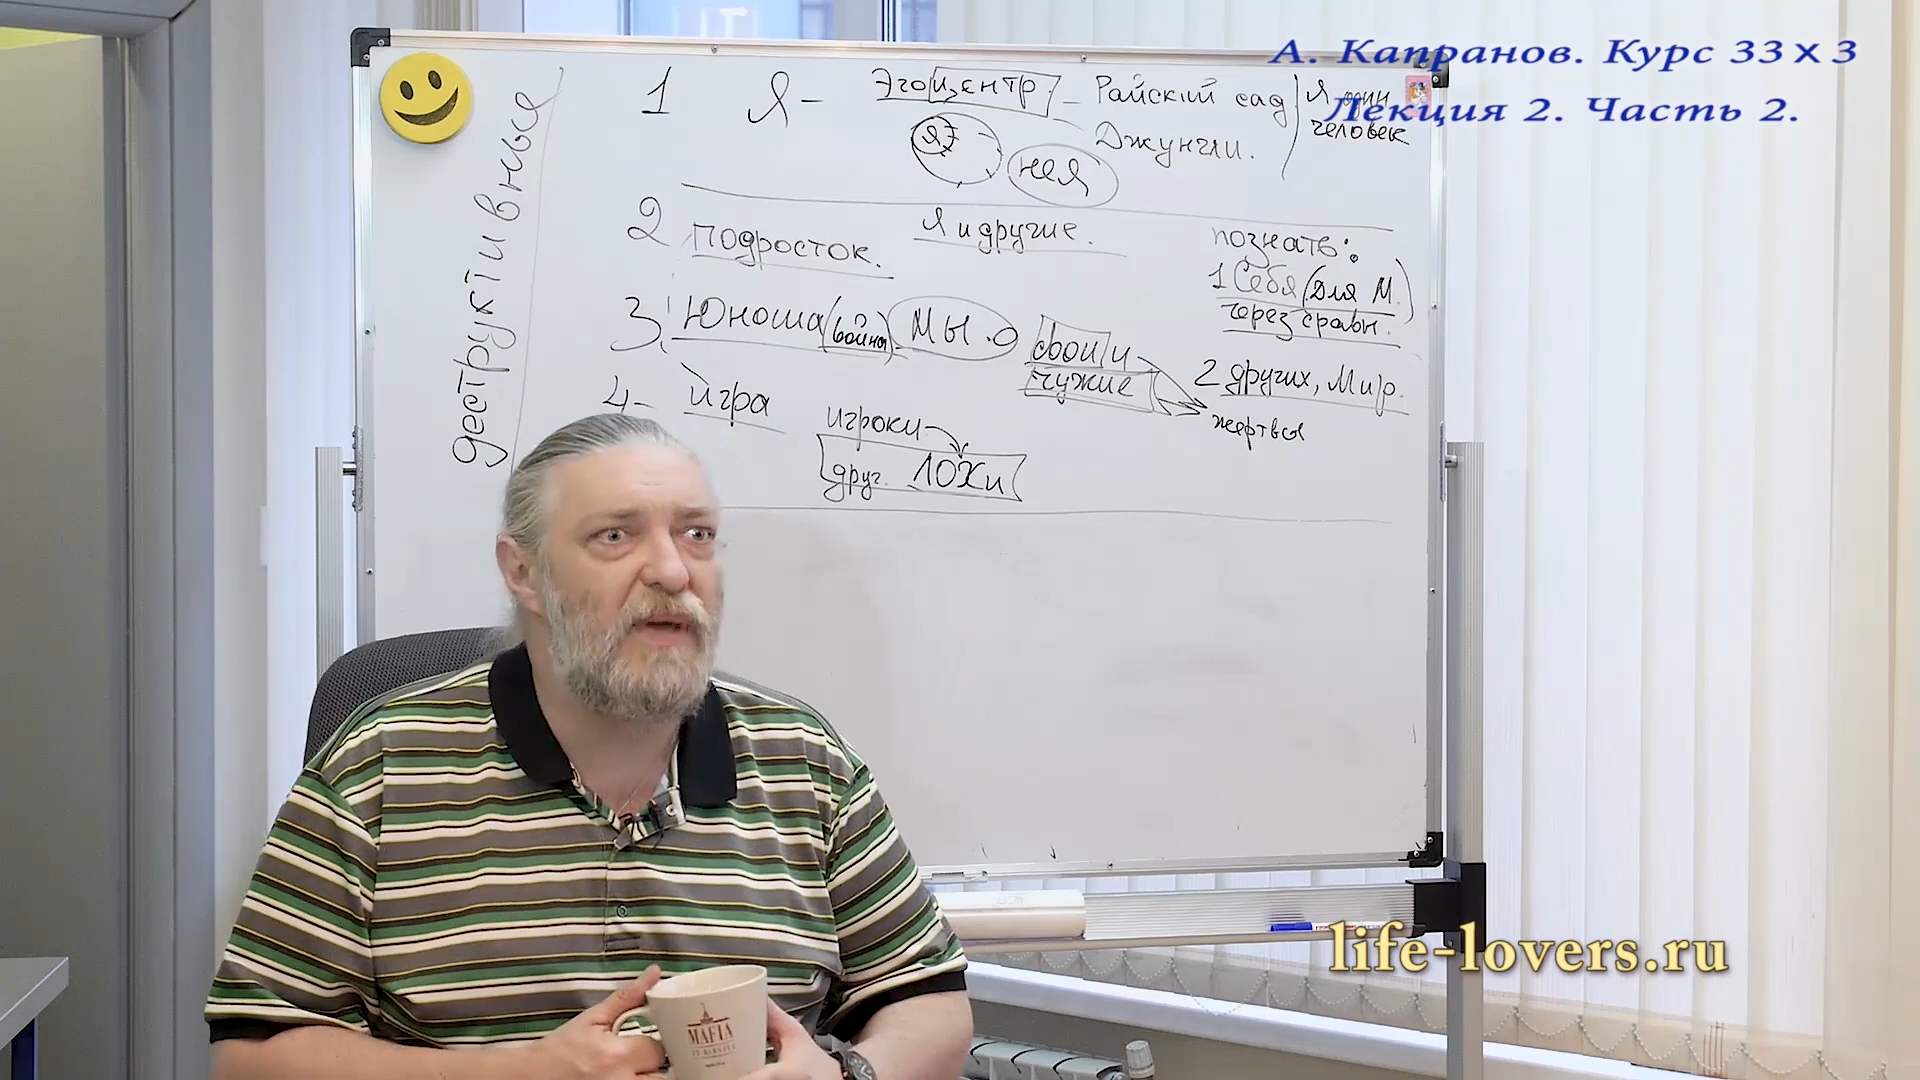 А. Капранов. Курс 33х3
Лекция 2. Часть 2.
деструктивные
1 Я - Эгоцентр - Райский сад
Джунгли.
Я один
человек
Я
не Я
2 Подросток. Я и другие.
познать:
1 Себя (для М.)
через сравн.
2 других, Мир.
3. Юноша (война) МЫ.
свои и
чужие
жертвы
4- игра
игроки
друг. ЛОХи
MAFIA
life-lovers.ru